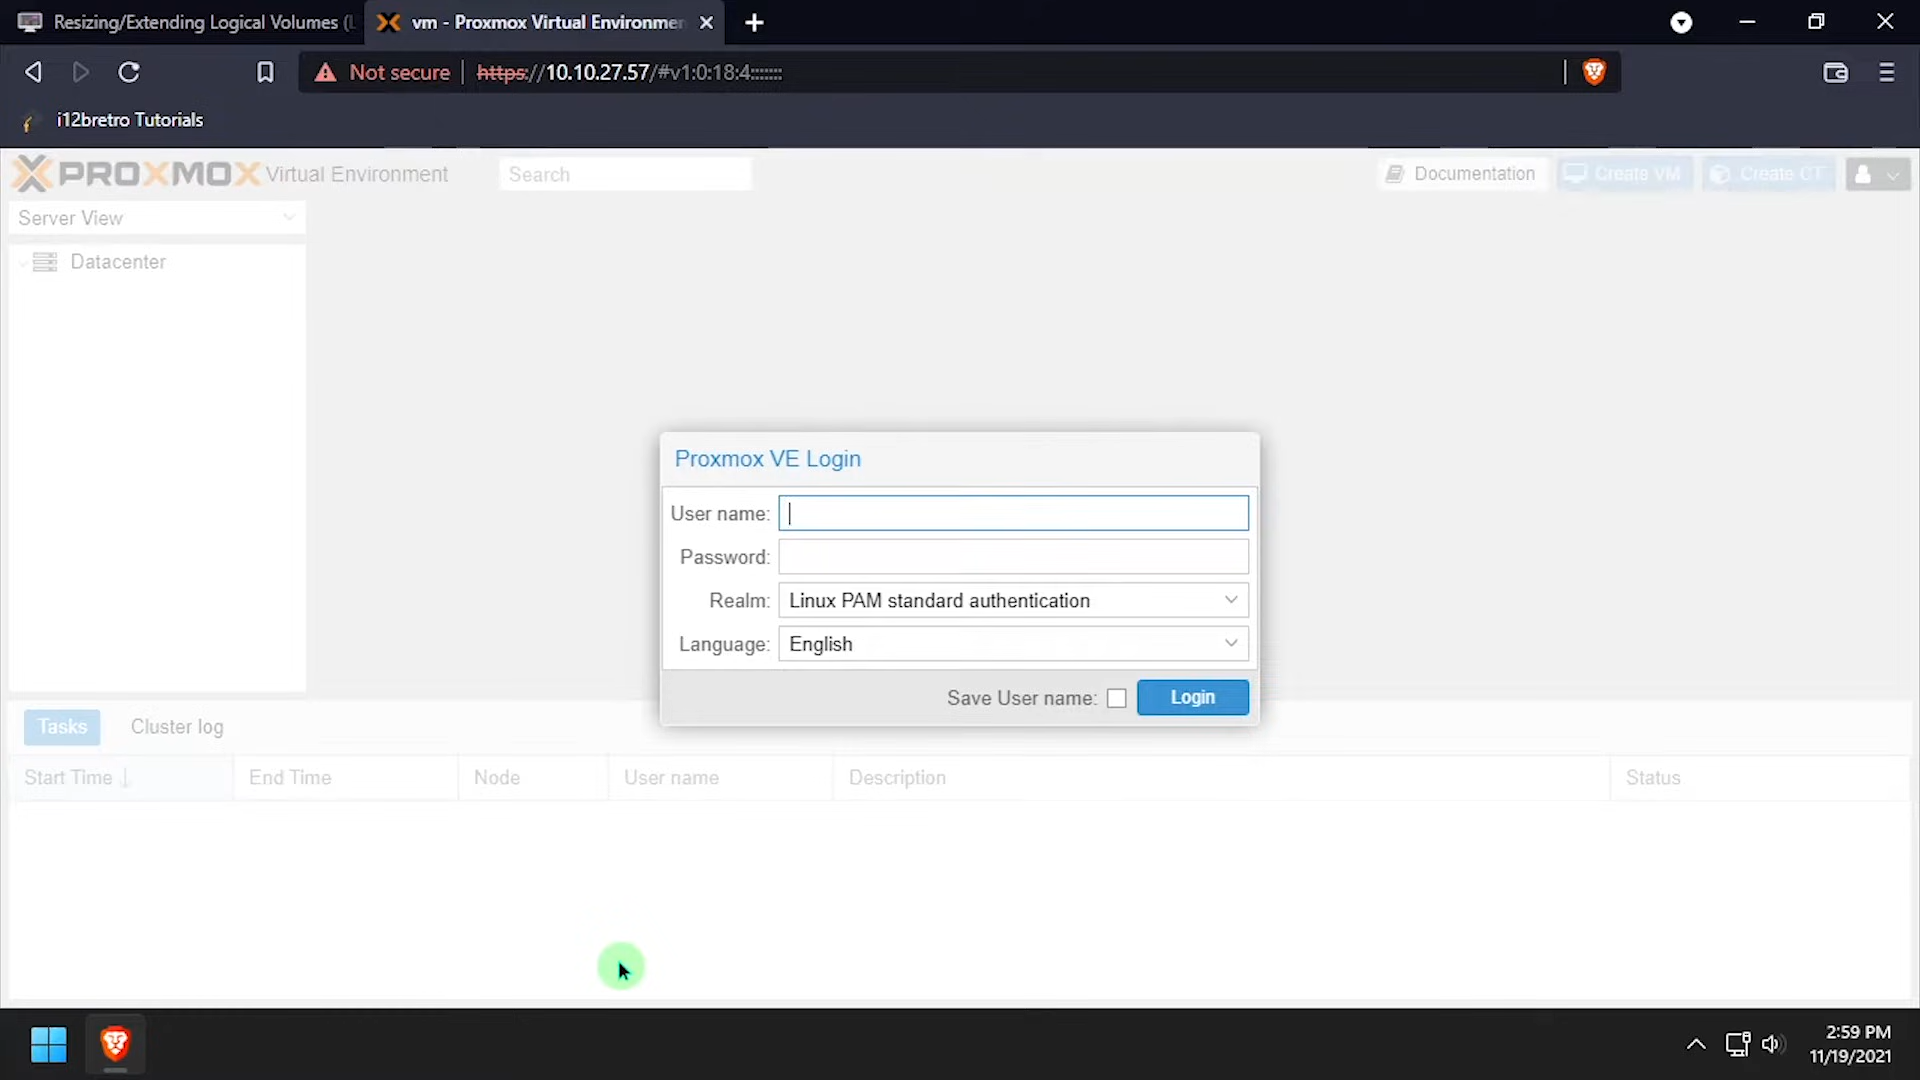 Resizing/Extending Logical Volumes (L
vm - Proxmox Virtual Environmen
Not secure
https://10.10.27.57/#v1:0:18:4:::::::
i12bretro Tutorials
PROXMOX Virtual Environment
Search
Documentation
Create VM
Create CT
Server View
Datacenter
Proxmox VE Login
User name:
Password:
Realm: Linux PAM standard authentication
Language: English
Save User name:
Login
Tasks
Cluster log
Start Time
End Time
Node
User name
Description
Status
2:59 PM
11/19/2021